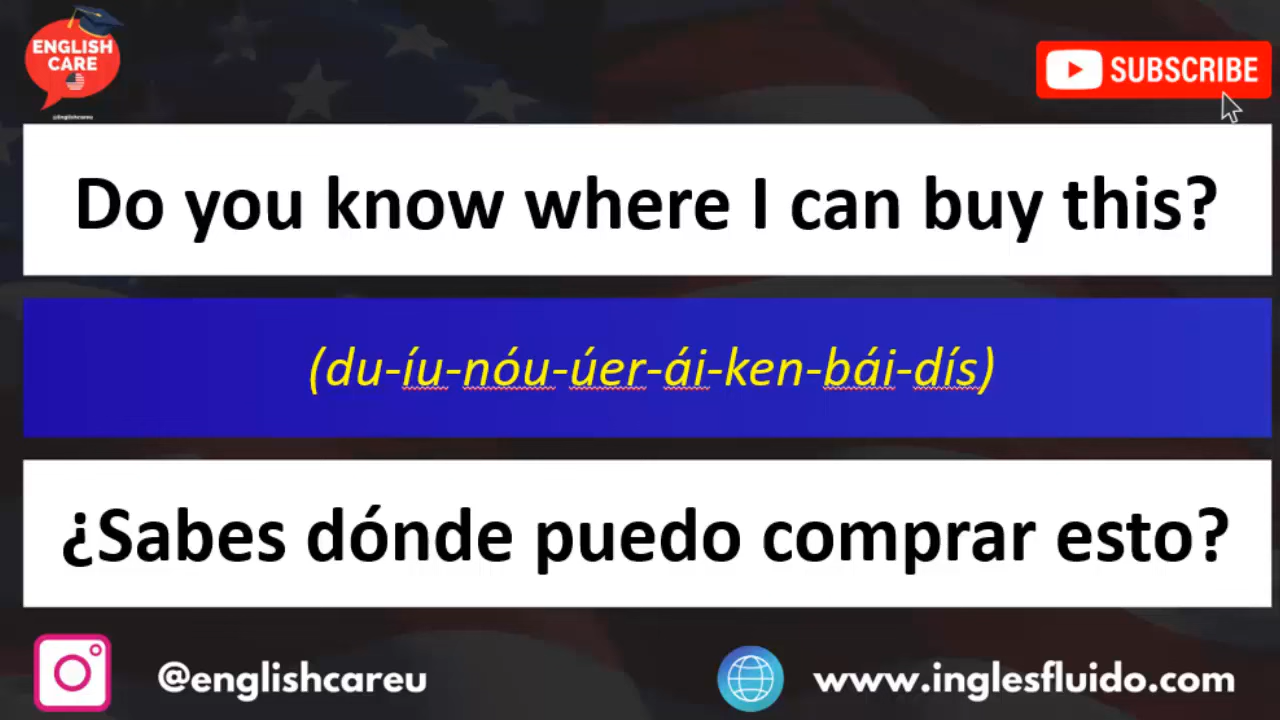 ENGLISH
CARE
@Englishcareu
SUBSCRIBE
Do you know where I can buy this?
(du-íu-nóu-úer-ái-ken-bái-dís)
¿Sabes dónde puedo comprar esto?
@englishcareu
www.inglesfluido.com